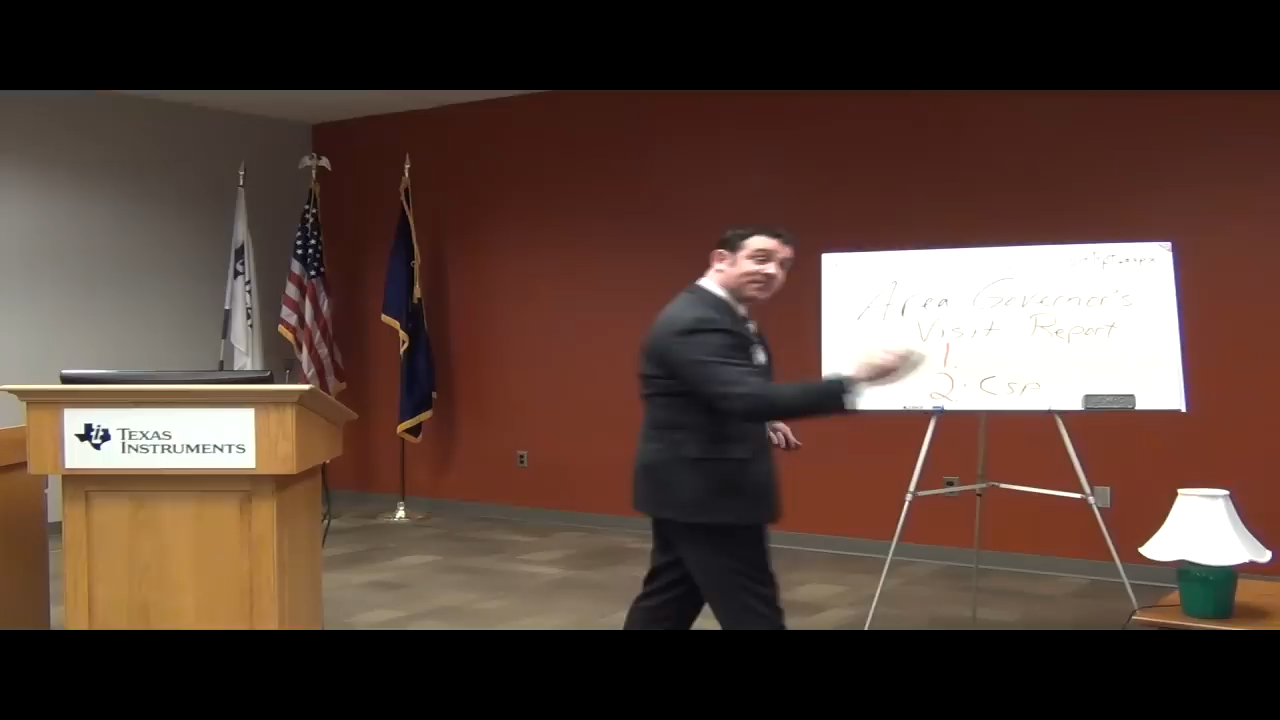 TEXAS
INSTRUMENTS
Area Governor's
Visit Report
1.
2. CSP